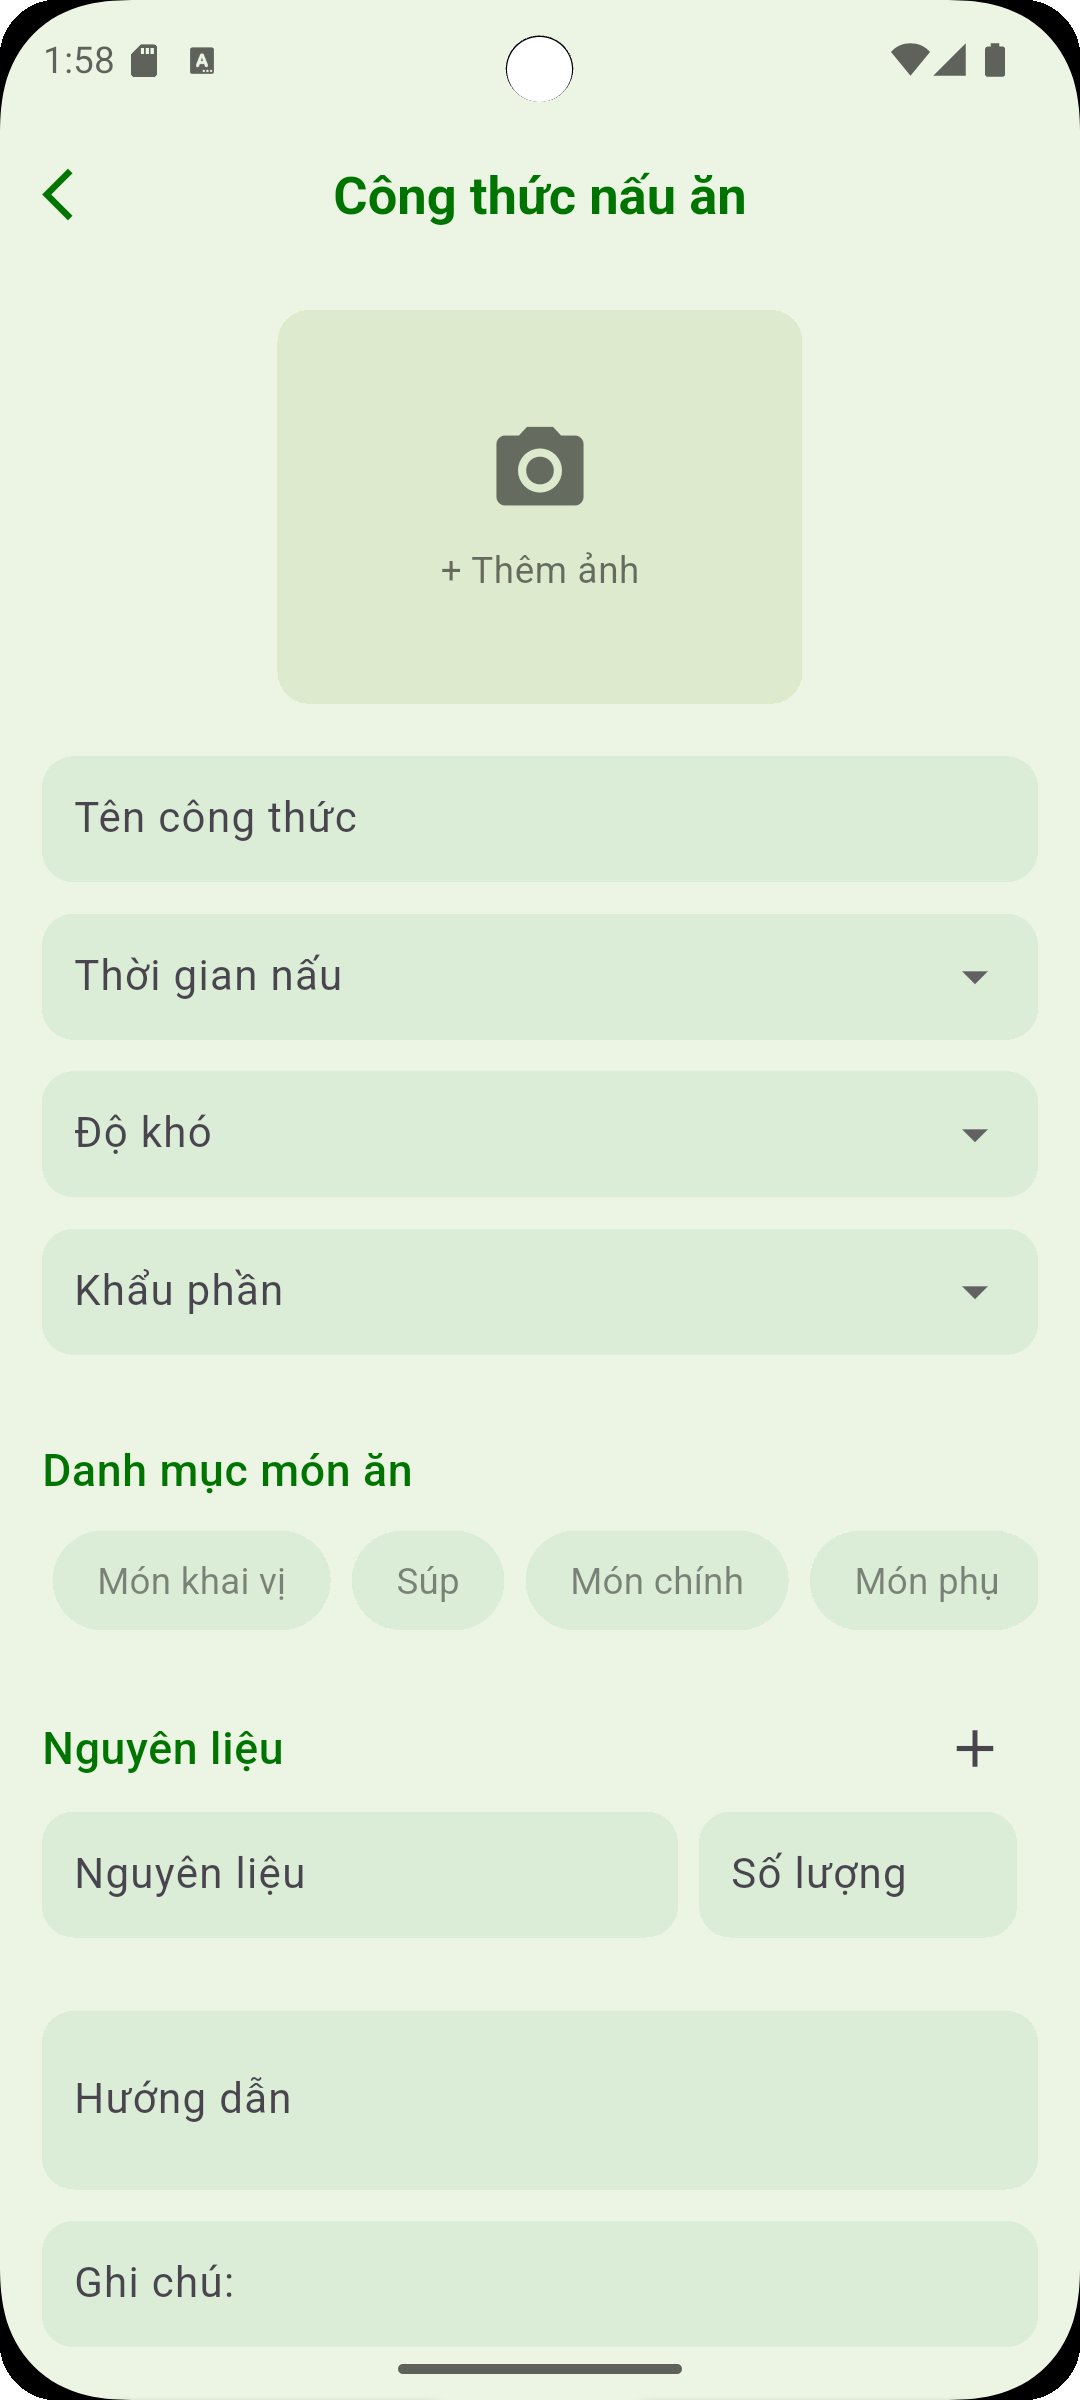 1:58
Công thức nấu ăn
+ Thêm ảnh
Tên công thức
Thời gian nấu
Độ khó
Khẩu phần
Danh mục món ăn
Món khai vị Súp Món chính Món phụ
Nguyên liệu
Nguyên liệu Số lượng
Hướng dẫn
Ghi chú: